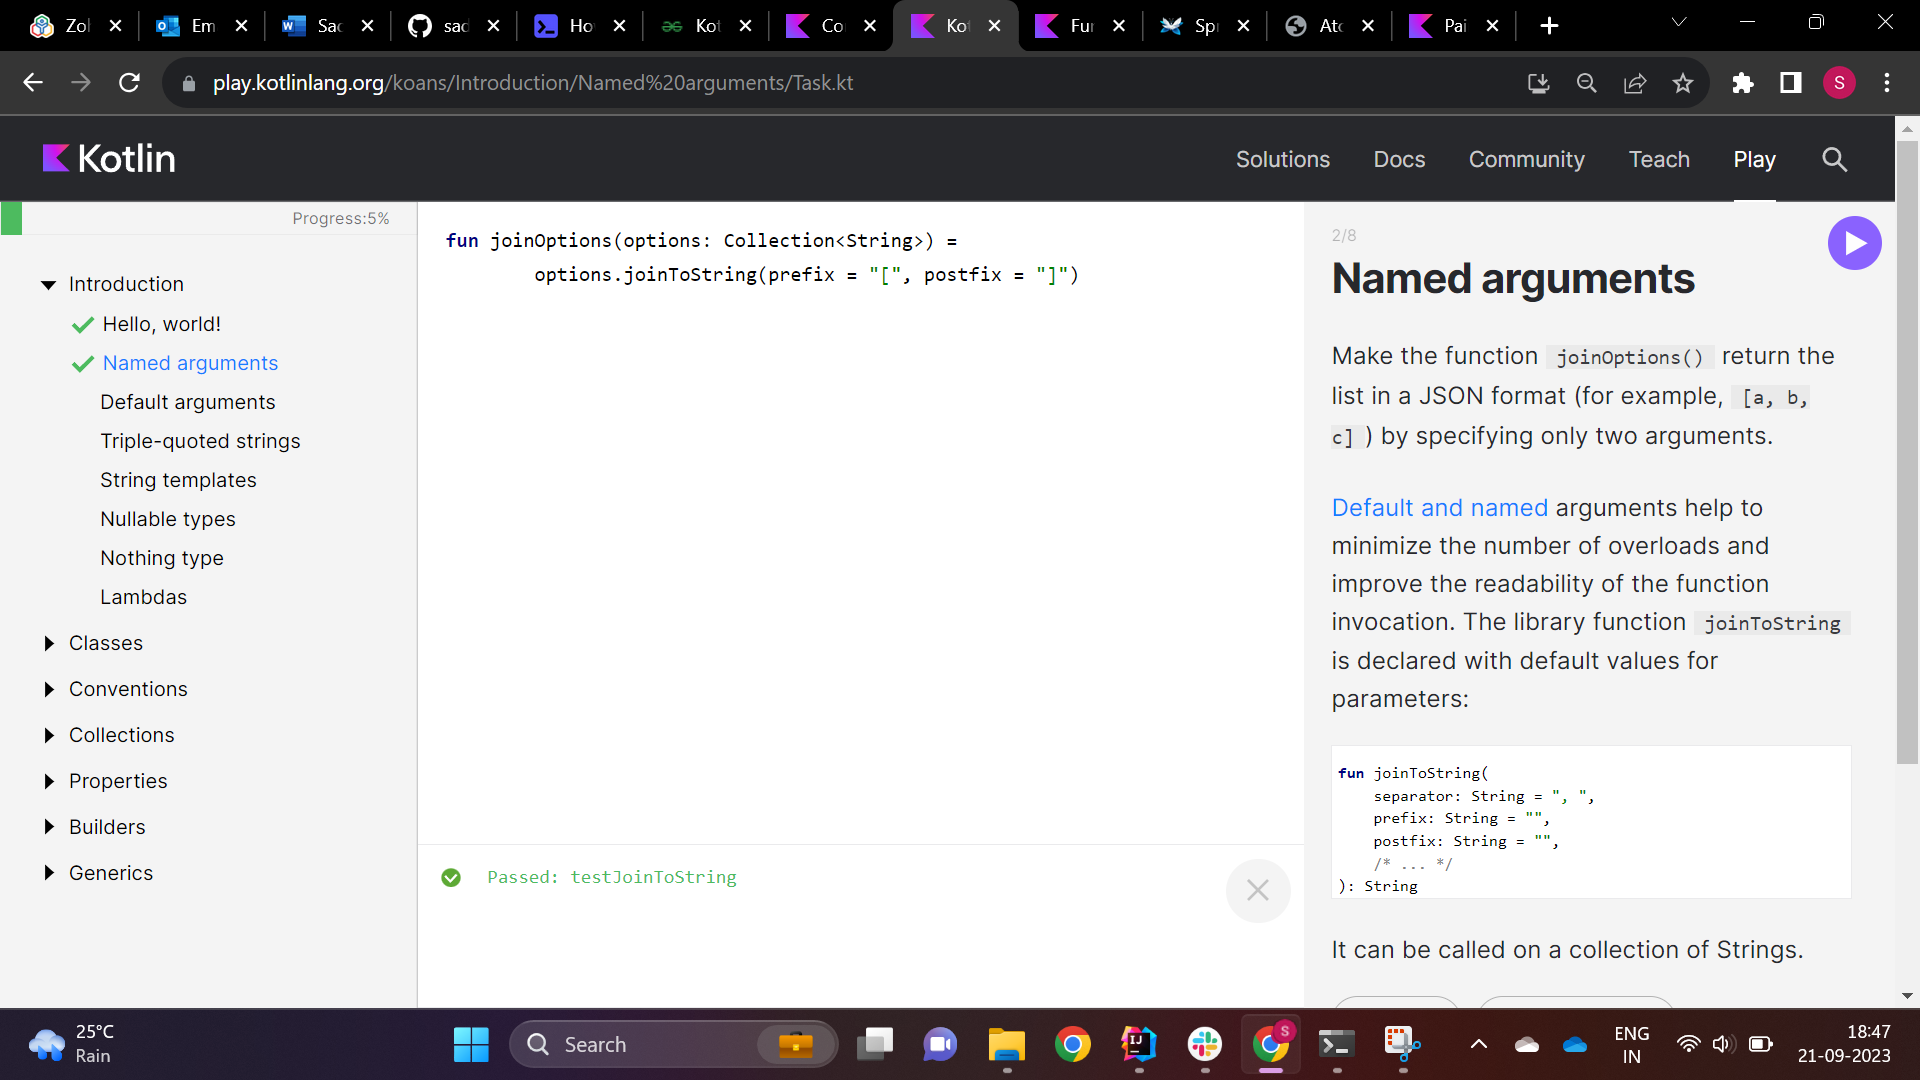 Zol
Em
Sac
sad
Ho
Kot
Co
Kot
Fu
Sp
Ato
Pai
play.kotlinlang.org/koans/Introduction/Named%20arguments/Task.kt
S
Kotlin
Solutions
Docs
Community
Teach
Play
Progress:5%
Introduction
Hello, world!
Named arguments
Default arguments
Triple-quoted strings
String templates
Nullable types
Nothing type
Lambdas
Classes
Conventions
Collections
Properties
Builders
Generics
fun joinOptions(options: Collection<String>) =
options.joinToString(prefix = "[", postfix = "]")
Passed: testJoinToString
2/8
Named arguments
Make the function joinOptions() return the
list in a JSON format (for example, [a, b,
c] ) by specifying only two arguments.
Default and named arguments help to
minimize the number of overloads and
improve the readability of the function
invocation. The library function joinToString
is declared with default values for
parameters:
fun joinToString(
separator: String = ", ",
prefix: String = "",
postfix: String = "",
/* ... */
): String
It can be called on a collection of Strings.
25°C
Rain
Search
ENG
IN
18:47
21-09-2023